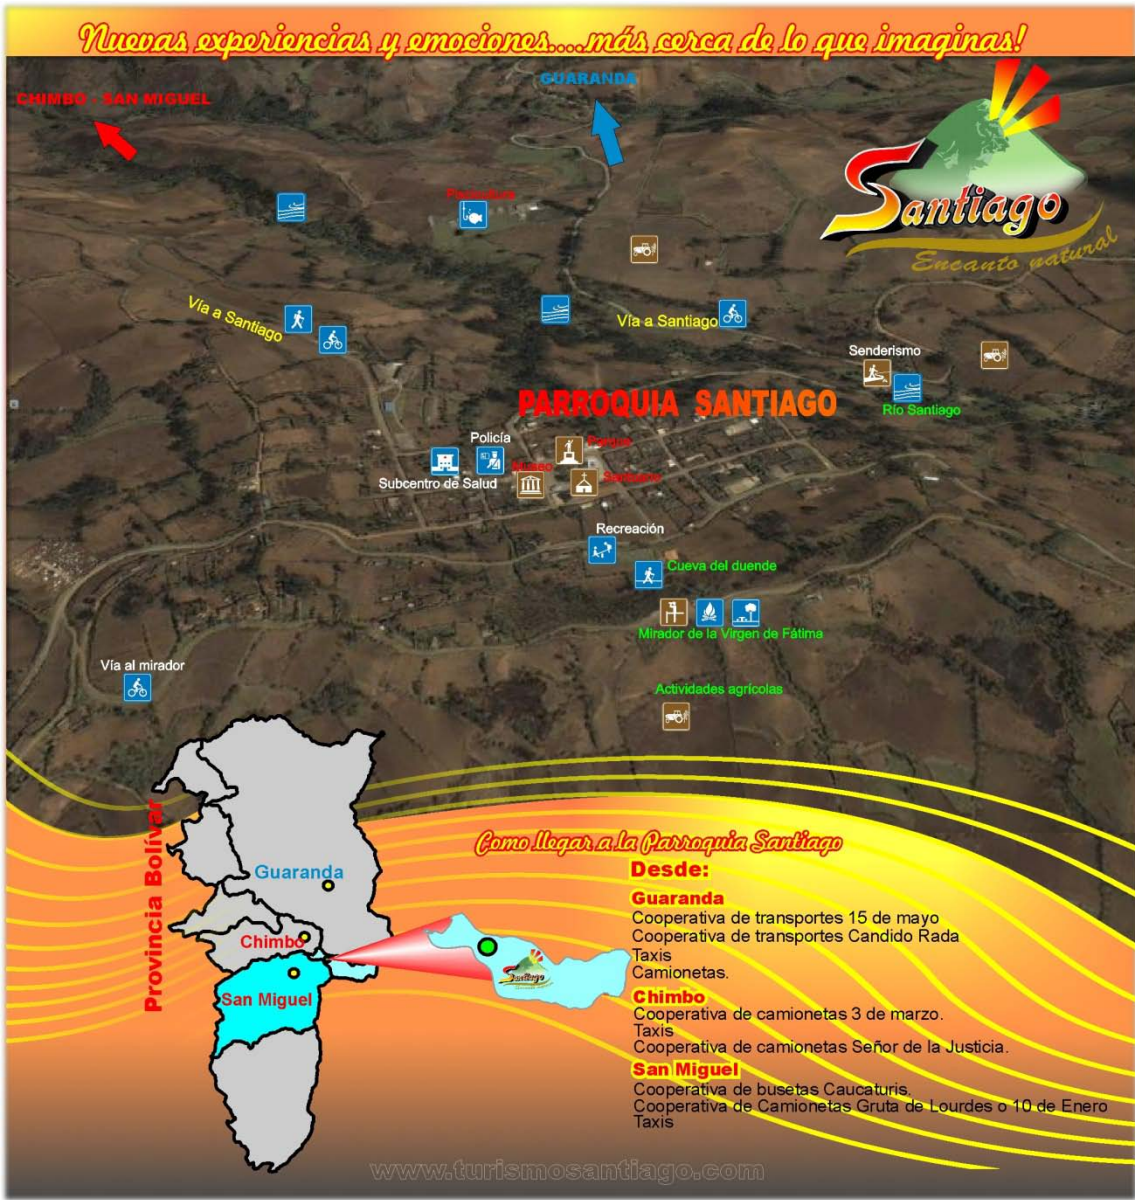 Nuevas experiencias y emociones....más cerca de lo que imaginas!
GUARANDA
CHIMBO - SAN MIGUEL
Santiago
Encanto natural
Piscicultura
Vía a Santiago
Vía a Santiago
Senderismo
Río Santiago
PARROQUIA SANTIAGO
Policía
Parque
Museo
Subcentro de Salud
Santuario
Recreación
Cueva del duende
Mirador de la Virgen de Fátima
Vía al mirador
Actividades agrícolas
Provincia Bolívar
Guaranda
Chimbo
San Miguel
Santiago
Como llegar a la Parroquia Santiago
Desde:
Guaranda
Cooperativa de transportes 15 de mayo
Cooperativa de transportes Candido Rada
Taxis
Camionetas.
Chimbo
Cooperativa de camionetas 3 de marzo.
Taxis
Cooperativa de camionetas Señor de la Justicia.
San Miguel
Cooperativa de busetas Caucaturis.
Cooperativa de Camionetas Gruta de Lourdes o 10 de Enero
Taxis
www.turismosantiago.com